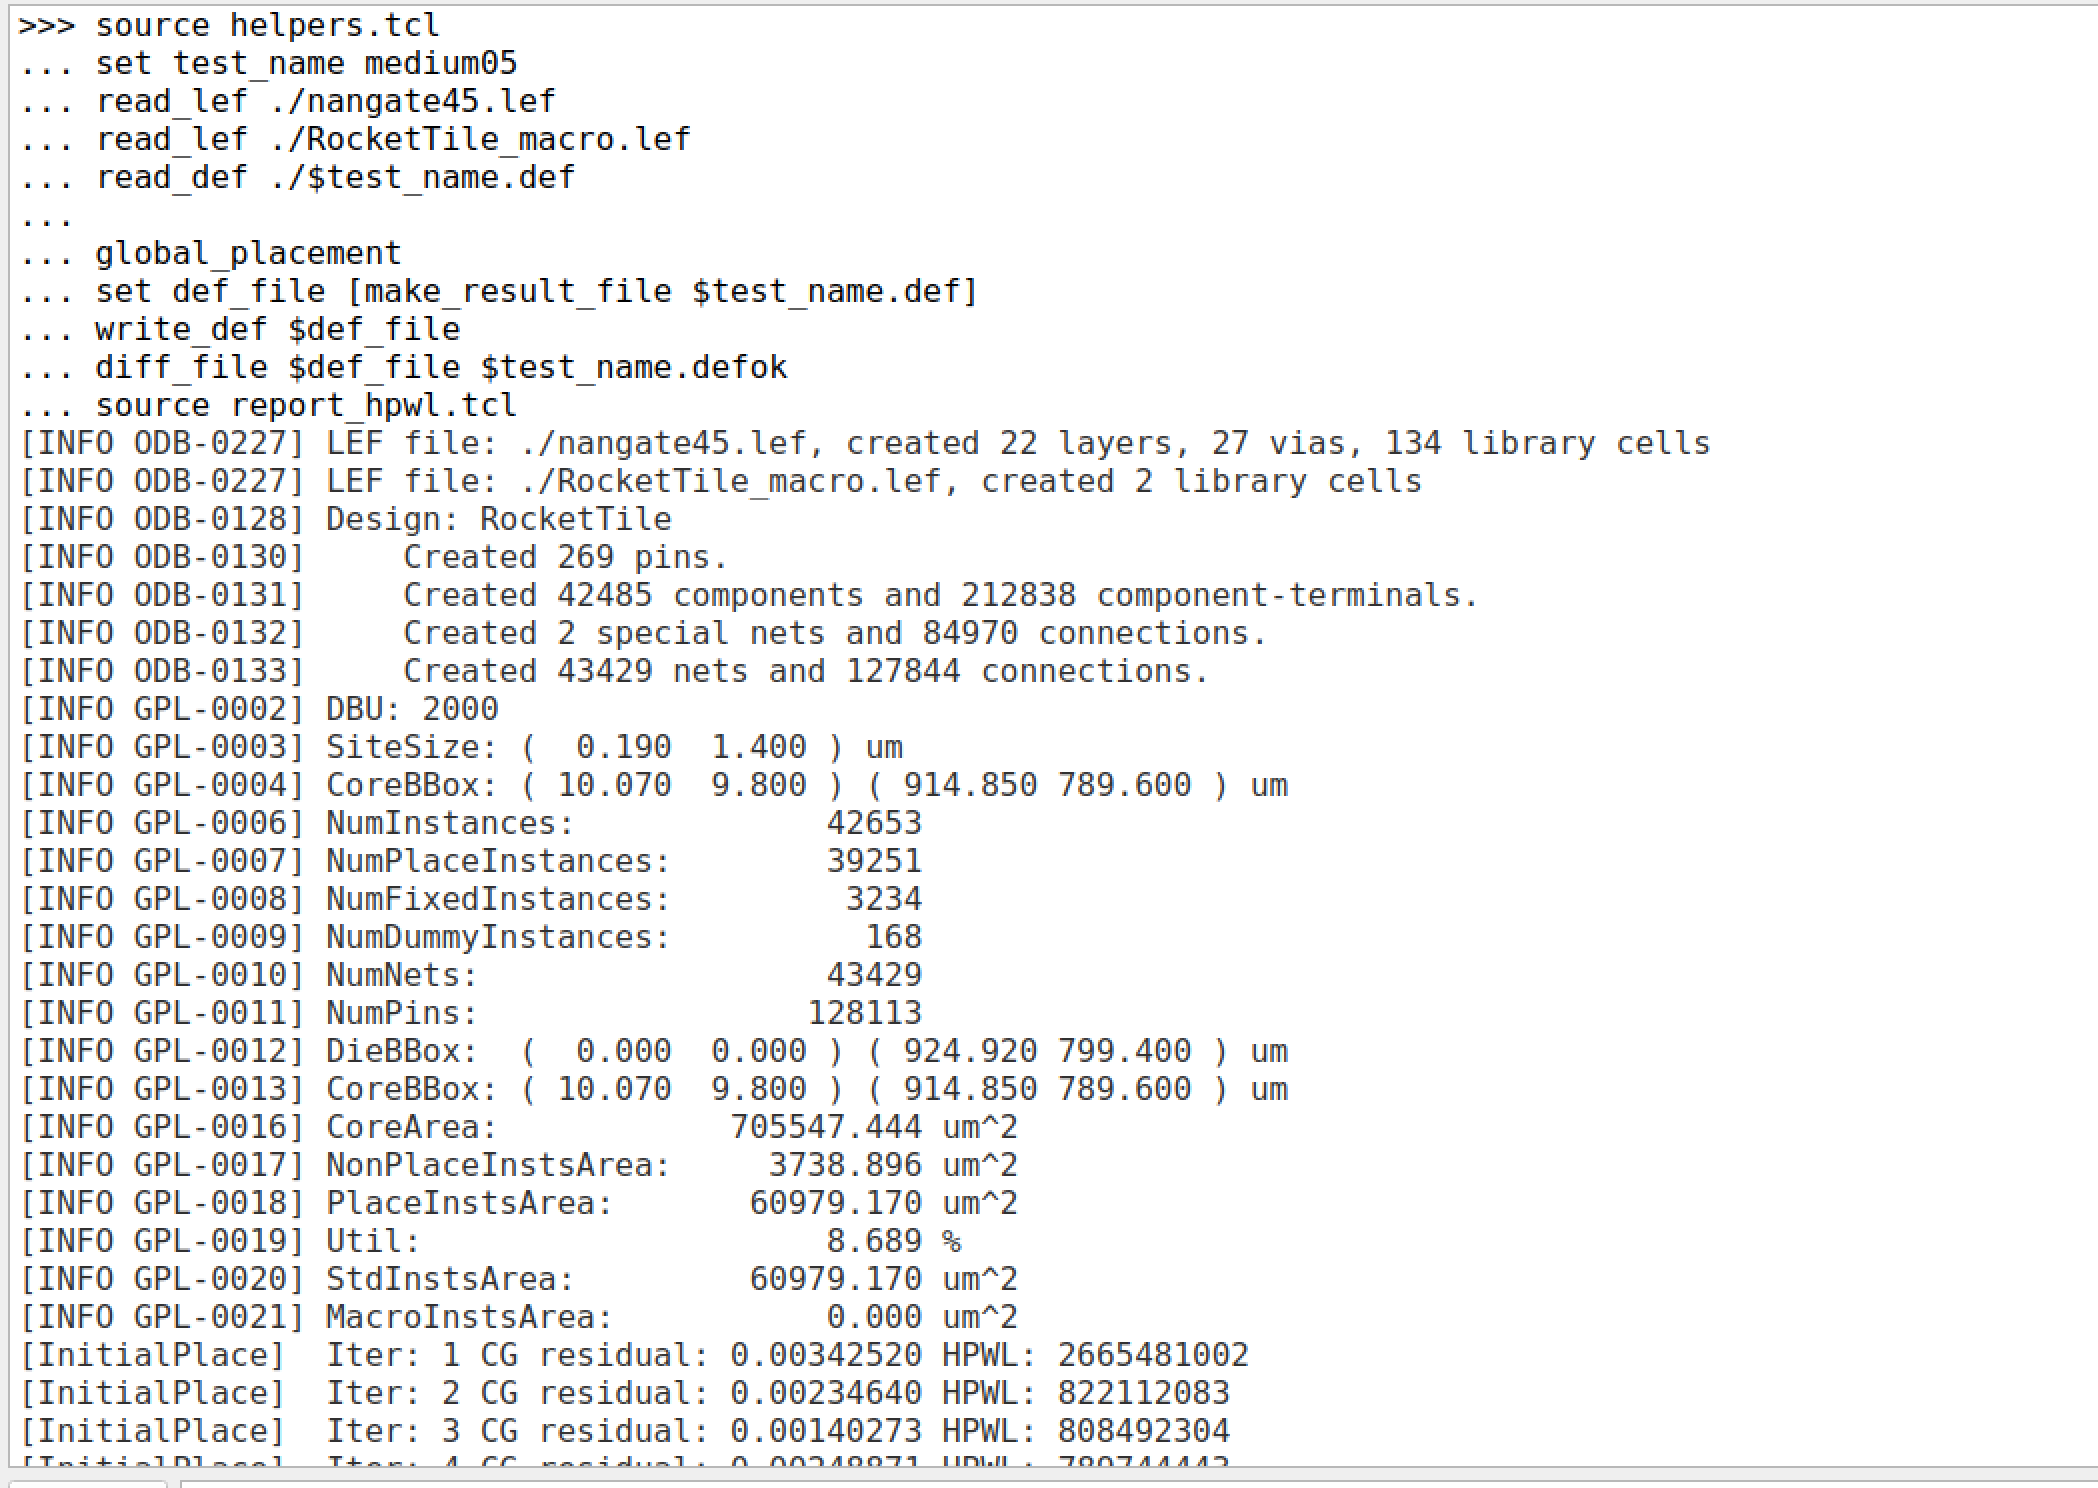 >>> source helpers.tcl
... set test_name medium05
... read_lef ./nangate45.lef
... read_lef ./RocketTile_macro.lef
... read_def ./$test_name.def
...
... global_placement
... set def_file [make_result_file $test_name.def]
... write_def $def_file
... diff_file $def_file $test_name.defok
... source report_hpwl.tcl
[INFO ODB-0227] LEF file: ./nangate45.lef, created 22 layers, 27 vias, 134 library cells
[INFO ODB-0227] LEF file: ./RocketTile_macro.lef, created 2 library cells
[INFO ODB-0128] Design: RocketTile
[INFO ODB-0130]     Created 269 pins.
[INFO ODB-0131]     Created 42485 components and 212838 component-terminals.
[INFO ODB-0132]     Created 2 special nets and 84970 connections.
[INFO ODB-0133]     Created 43429 nets and 127844 connections.
[INFO GPL-0002] DBU: 2000
[INFO GPL-0003] SiteSize: (  0.190  1.400 ) um
[INFO GPL-0004] CoreBBox: ( 10.070  9.800 ) ( 914.850 789.600 ) um
[INFO GPL-0006] NumInstances:             42653
[INFO GPL-0007] NumPlaceInstances:        39251
[INFO GPL-0008] NumFixedInstances:         3234
[INFO GPL-0009] NumDummyInstances:          168
[INFO GPL-0010] NumNets:                  43429
[INFO GPL-0011] NumPins:                 128113
[INFO GPL-0012] DieBBox:  (  0.000  0.000 ) ( 924.920 799.400 ) um
[INFO GPL-0013] CoreBBox: ( 10.070  9.800 ) ( 914.850 789.600 ) um
[INFO GPL-0016] CoreArea:            705547.444 um^2
[INFO GPL-0017] NonPlaceInstsArea:     3738.896 um^2
[INFO GPL-0018] PlaceInstsArea:       60979.170 um^2
[INFO GPL-0019] Util:                     8.689 %
[INFO GPL-0020] StdInstsArea:         60979.170 um^2
[INFO GPL-0021] MacroInstsArea:           0.000 um^2
[InitialPlace]  Iter: 1 CG residual: 0.00342520 HPWL: 2665481002
[InitialPlace]  Iter: 2 CG residual: 0.00234640 HPWL: 822112083
[InitialPlace]  Iter: 3 CG residual: 0.00140273 HPWL: 808492304
[InitialPlace]  Iter: 4 CG residual: HPWL: